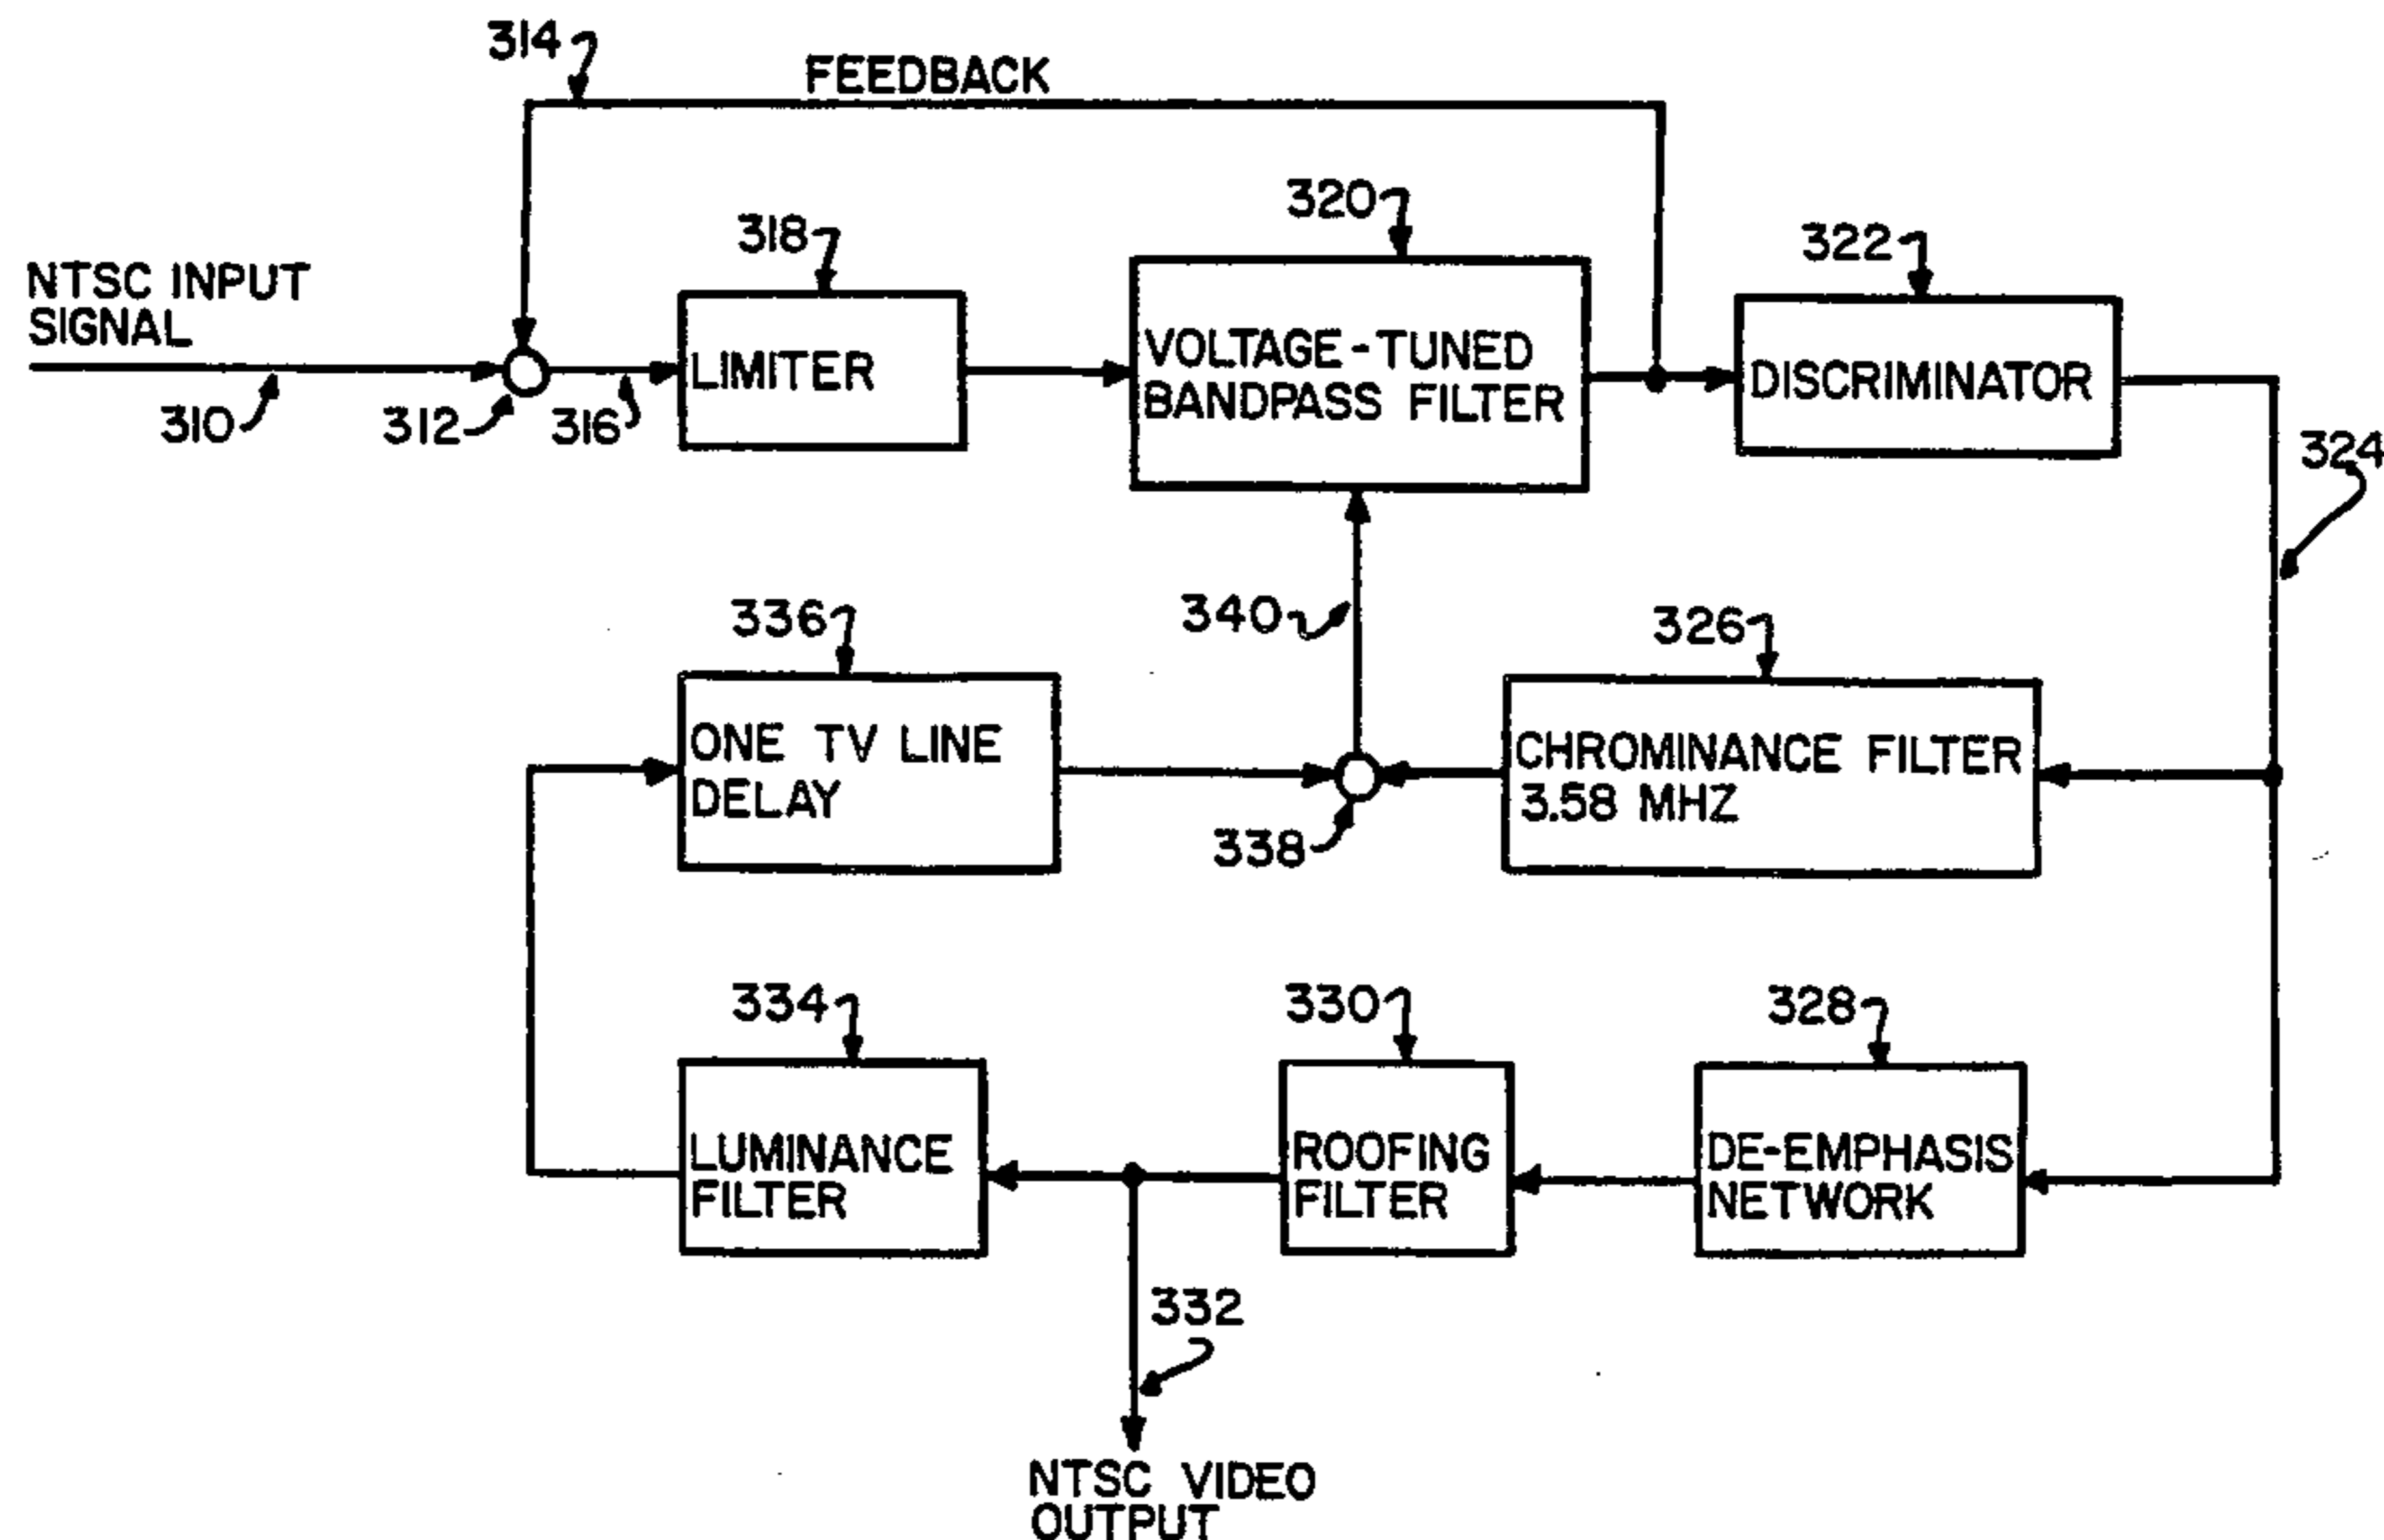 314
FEEDBACK
320
318
322
NTSC INPUT
SIGNAL
LIMITER
VOLTAGE-TUNED
BANDPASS FILTER
DISCRIMINATOR
310
312
316
324
336
340
326
ONE TV LINE
DELAY
CHROMINANCE FILTER
3.58 MHZ
338
334
330
328
LUMINANCE
FILTER
ROOFING
FILTER
DE-EMPHASIS
NETWORK
332
NTSC VIDEO
OUTPUT